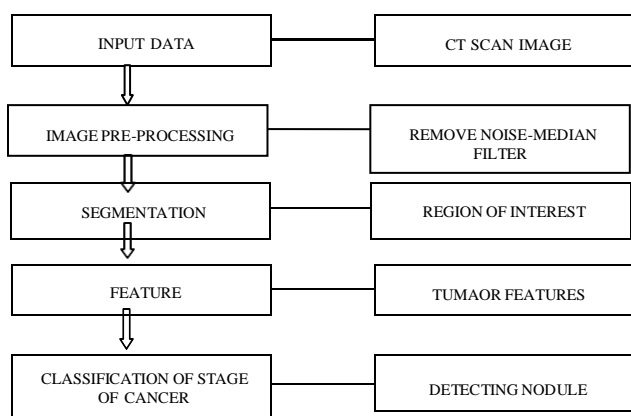 INPUT DATA
CT SCAN IMAGE
IMAGE PRE-PROCESSING
REMOVE NOISE-MEDIAN
FILTER
SEGMENTATION
REGION OF INTEREST
FEATURE
TUMAOR FEATURES
CLASSIFICATION OF STAGE
OF CANCER
DETECTING NODULE